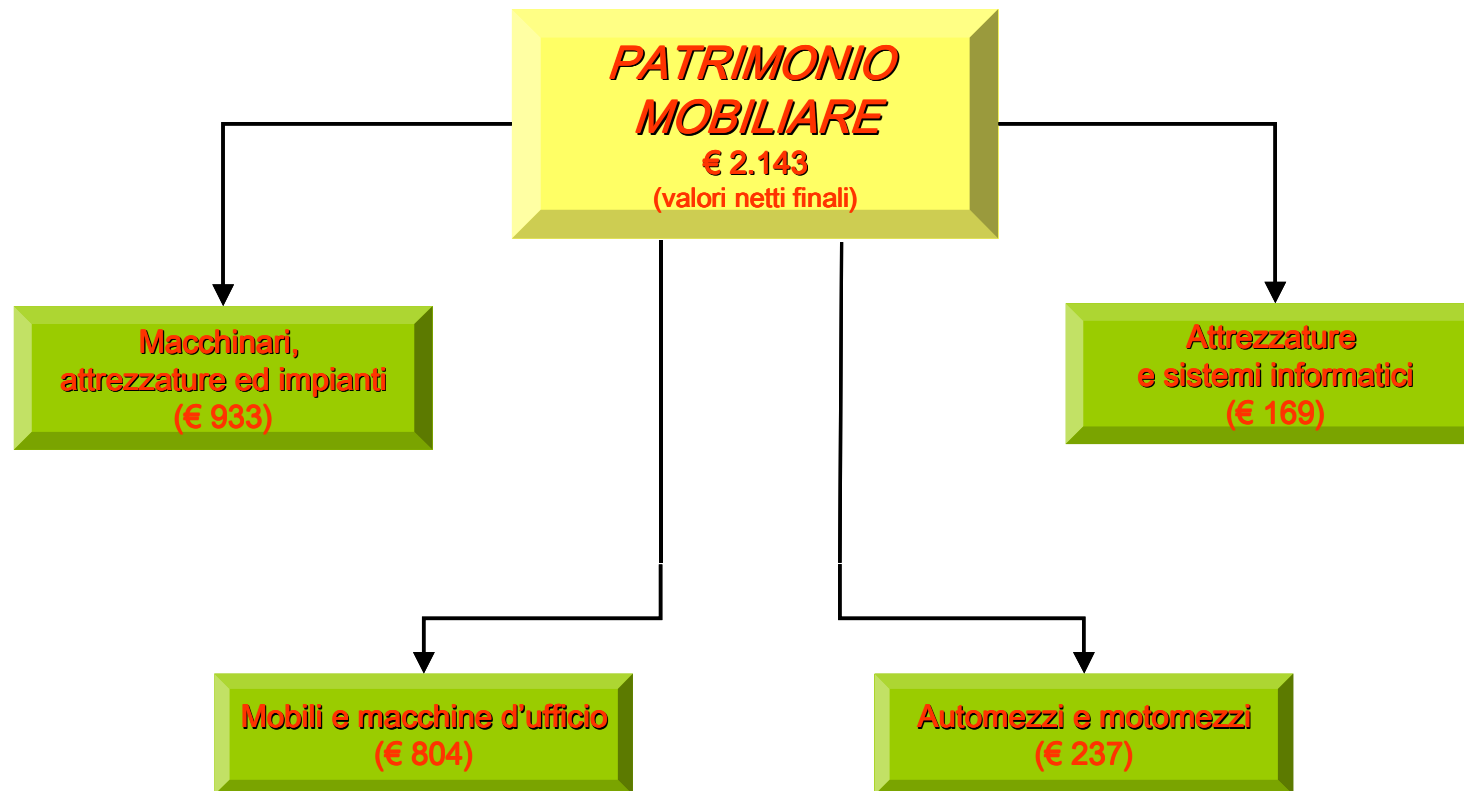 PATRIMONIO
MOBILIARE
€ 2.143
(valori netti finali)
Macchinari,
attrezzature ed impianti
(€ 933)
Attrezzature
e sistemi informatici
(€ 169)
Mobili e macchine d’ufficio
(€ 804)
Automezzi e motomezzi
(€ 237)